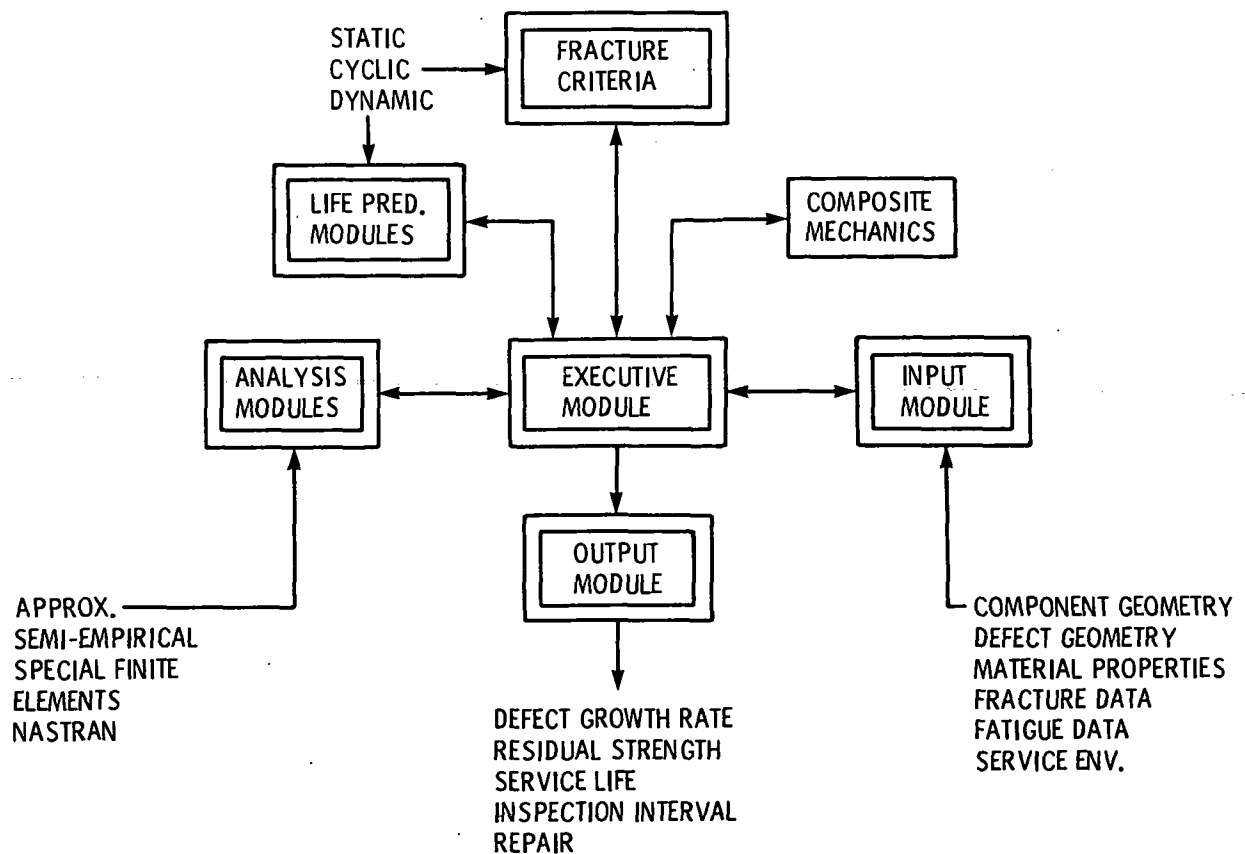 STATIC
CYCLIC
DYNAMIC
FRACTURE
CRITERIA
LIFE PRED.
MODULES
COMPOSITE
MECHANICS
ANALYSIS
MODULES
EXECUTIVE
MODULE
INPUT
MODULE
OUTPUT
MODULE
APPROX.
SEMI-EMPIRICAL
SPECIAL FINITE
ELEMENTS
NASTRAN
COMPONENT GEOMETRY
DEFECT GEOMETRY
MATERIAL PROPERTIES
FRACTURE DATA
FATIGUE DATA
SERVICE ENV.
DEFECT GROWTH RATE
RESIDUAL STRENGTH
SERVICE LIFE
INSPECTION INTERVAL
REPAIR